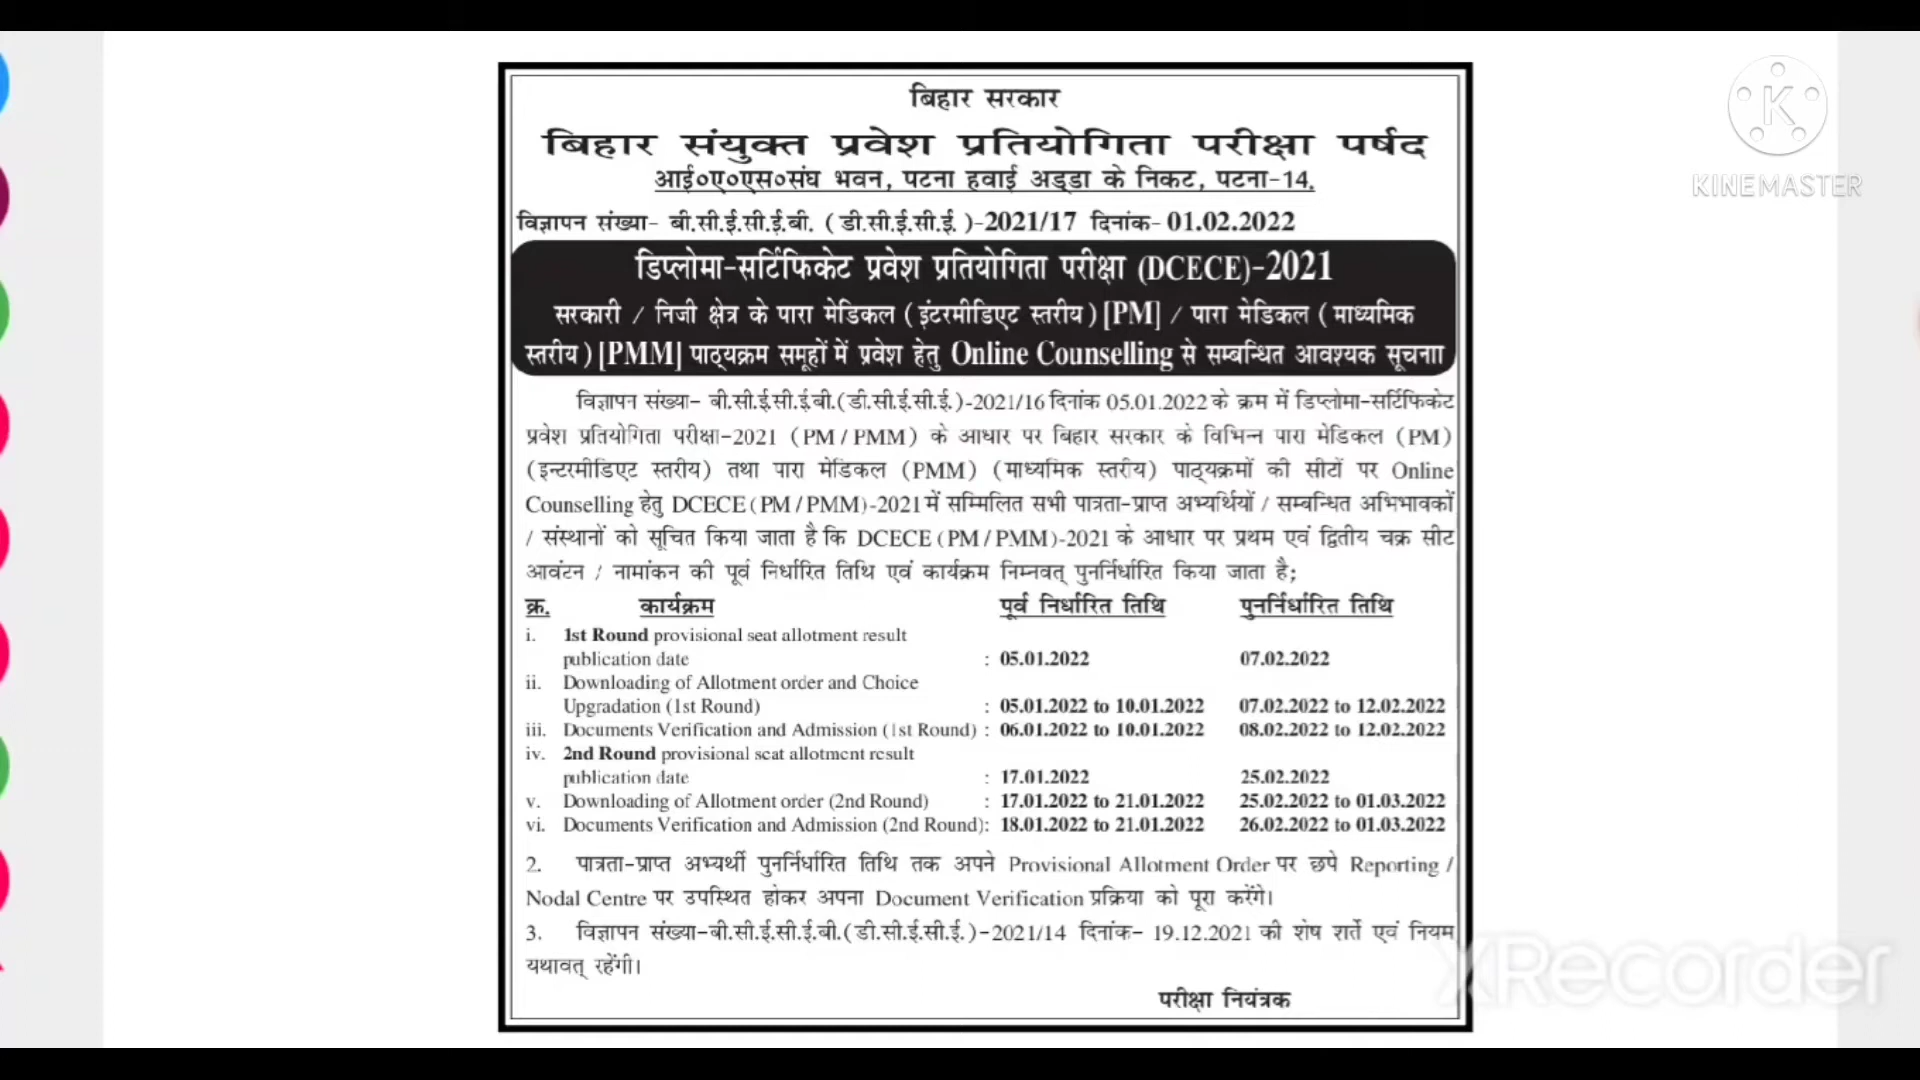 बिहार सरकार
बिहार संयुक्त प्रवेश प्रतियोगिता परीक्षा पर्षद
आई०ए०एस०संघ भवन, पटना हवाई अड्डा के निकट, पटना-14.
विज्ञापन संख्या- बी.सी.ई.सी.ई.बी. (डी.सी.ई.सी.ई.)-2021/17 दिनांक- 01.02.2022
डिप्लोमा-सर्टिफिकेट प्रवेश प्रतियोगिता परीक्षा (DCECE)-2021
सरकारी / निजी क्षेत्र के पारा मेडिकल (इंटरमीडिएट स्तरीय) [PM] / पारा मेडिकल (माध्यमिक
स्तरीय) [PMM] पाठ्यक्रम समूहों में प्रवेश हेतु Online Counselling से सम्बन्धित आवश्यक सूचनाा
विज्ञापन संख्या- बी.सी.ई.सी.ई.बी.(डी.सी.ई.सी.ई.)-2021/16 दिनांक 05.01.2022 के क्रम में डिप्लोमा-सर्टिफिकेट
प्रवेश प्रतियोगिता परीक्षा-2021 (PM/PMM) के आधार पर बिहार सरकार के विभिन्न पारा मेडिकल (PM)
(इन्टरमीडिएट स्तरीय) तथा पारा मेडिकल (PMM) (माध्यमिक स्तरीय) पाठ्यक्रमों की सीटों पर Online
Counselling हेतु DCECE (PM/PMM)-2021 में सम्मिलित सभी पात्रता-प्राप्त अभ्यर्थियों / सम्बन्धित अभिभावकों
/ संस्थानों को सूचित किया जाता है कि DCECE (PM/PMM)-2021 के आधार पर प्रथम एवं द्वितीय चक्र सीट
आवंटन / नामांकन की पूर्व निर्धारित तिथि एवं कार्यक्रम निम्नवत् पुनर्निर्धारित किया जाता है;
क्र. कार्यक्रम पूर्व निर्धारित तिथि पुनर्निर्धारित तिथि
i. 1st Round provisional seat allotment result
publication date : 05.01.2022 07.02.2022
ii. Downloading of Allotment order and Choice
Upgradation (1st Round) : 05.01.2022 to 10.01.2022 07.02.2022 to 12.02.2022
iii. Documents Verification and Admission (1st Round) : 06.01.2022 to 10.01.2022 08.02.2022 to 12.02.2022
iv. 2nd Round provisional seat allotment result
publication date : 17.01.2022 25.02.2022
v. Downloading of Allotment order (2nd Round) : 17.01.2022 to 21.01.2022 25.02.2022 to 01.03.2022
vi. Documents Verification and Admission (2nd Round): 18.01.2022 to 21.01.2022 26.02.2022 to 01.03.2022
2. पात्रता-प्राप्त अभ्यर्थी पुनर्निर्धारित तिथि तक अपने Provisional Allotment Order पर छपे Reporting /
Nodal Centre पर उपस्थित होकर अपना Document Verification प्रक्रिया को पूरा करेंगे।
3. विज्ञापन संख्या-बी.सी.ई.सी.ई.बी.(डी.सी.ई.सी.ई.)-2021/14 दिनांक- 19.12.2021 की शेष शर्ते एवं नियम
यथावत् रहेंगी।
परीक्षा नियंत्रक
K
KINEMASTER
XRecorder